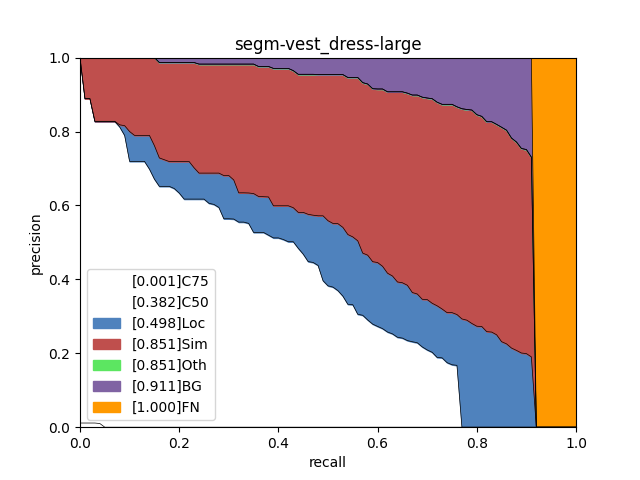 segm-vest_dress-large
1.0
0.8
0.6
0.4
0.2
0.0
precision
[0.001]C75
[0.382]C50
[0.498]Loc
[0.851]Sim
[0.851]Oth
[0.911]BG
[1.000]FN
0.0 0.2 0.4 0.6 0.8 1.0
recall